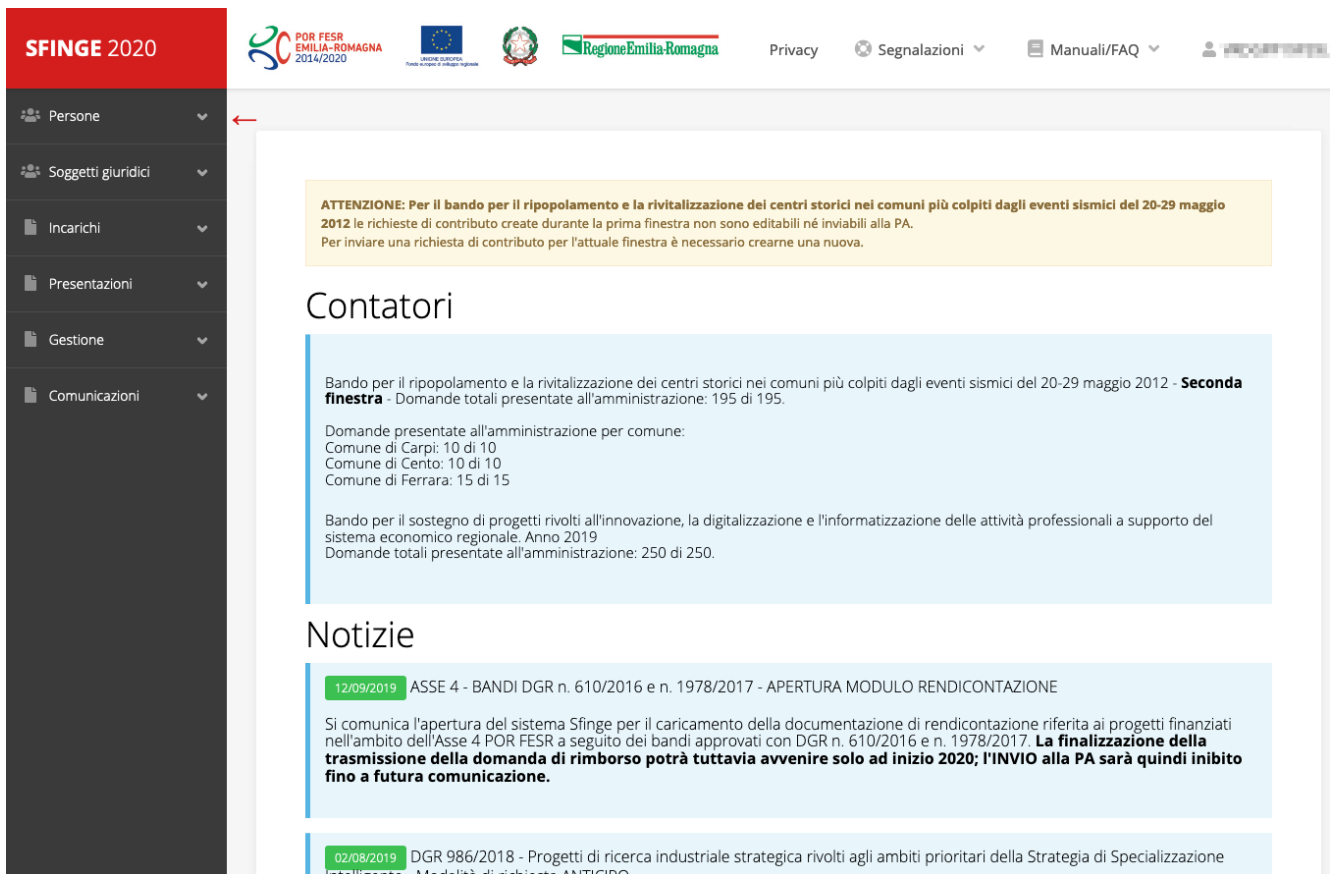 SFINGE 2020
POR FESR
EMILIA-ROMAGNA
2014/2020
UNIONE EUROPEA
Fondo europeo di sviluppo regionale
RegioneEmilia-Romagna
Privacy
Segnalazioni
Manuali/FAQ
Persone
Soggetti giuridici
Incarichi
Presentazioni
Gestione
Comunicazioni
←
ATTENZIONE: Per il bando per il ripopolamento e la rivitalizzazione dei centri storici nei comuni più colpiti dagli eventi sismici del 20-29 maggio
2012 le richieste di contributo create durante la prima finestra non sono editabili né inviabili alla PA.
Per inviare una richiesta di contributo per l'attuale finestra è necessario crearne una nuova.
Contatori
Bando per il ripopolamento e la rivitalizzazione dei centri storici nei comuni più colpiti dagli eventi sismici del 20-29 maggio 2012 - Seconda
finestra - Domande totali presentate all'amministrazione: 195 di 195.
Domande presentate all'amministrazione per comune:
Comune di Carpi: 10 di 10
Comune di Cento: 10 di 10
Comune di Ferrara: 15 di 15
Bando per il sostegno di progetti rivolti all'innovazione, la digitalizzazione e l'informatizzazione delle attività professionali a supporto del
sistema economico regionale. Anno 2019
Domande totali presentate all'amministrazione: 250 di 250.
Notizie
12/09/2019 ASSE 4 - BANDI DGR n. 610/2016 e n. 1978/2017 - APERTURA MODULO RENDICONTAZIONE
Si comunica l'apertura del sistema Sfinge per il caricamento della documentazione di rendicontazione riferita ai progetti finanziati
nell'ambito dell'Asse 4 POR FESR a seguito dei bandi approvati con DGR n. 610/2016 e n. 1978/2017. La finalizzazione della
trasmissione della domanda di rimborso potrà tuttavia avvenire solo ad inizio 2020; l'INVIO alla PA sarà quindi inibito
fino a futura comunicazione.
02/08/2019 DGR 986/2018 - Progetti di ricerca industriale strategica rivolti agli ambiti prioritari della Strategia di Specializzazione
Intelligente - Modalità di richiesta ANTICIPO